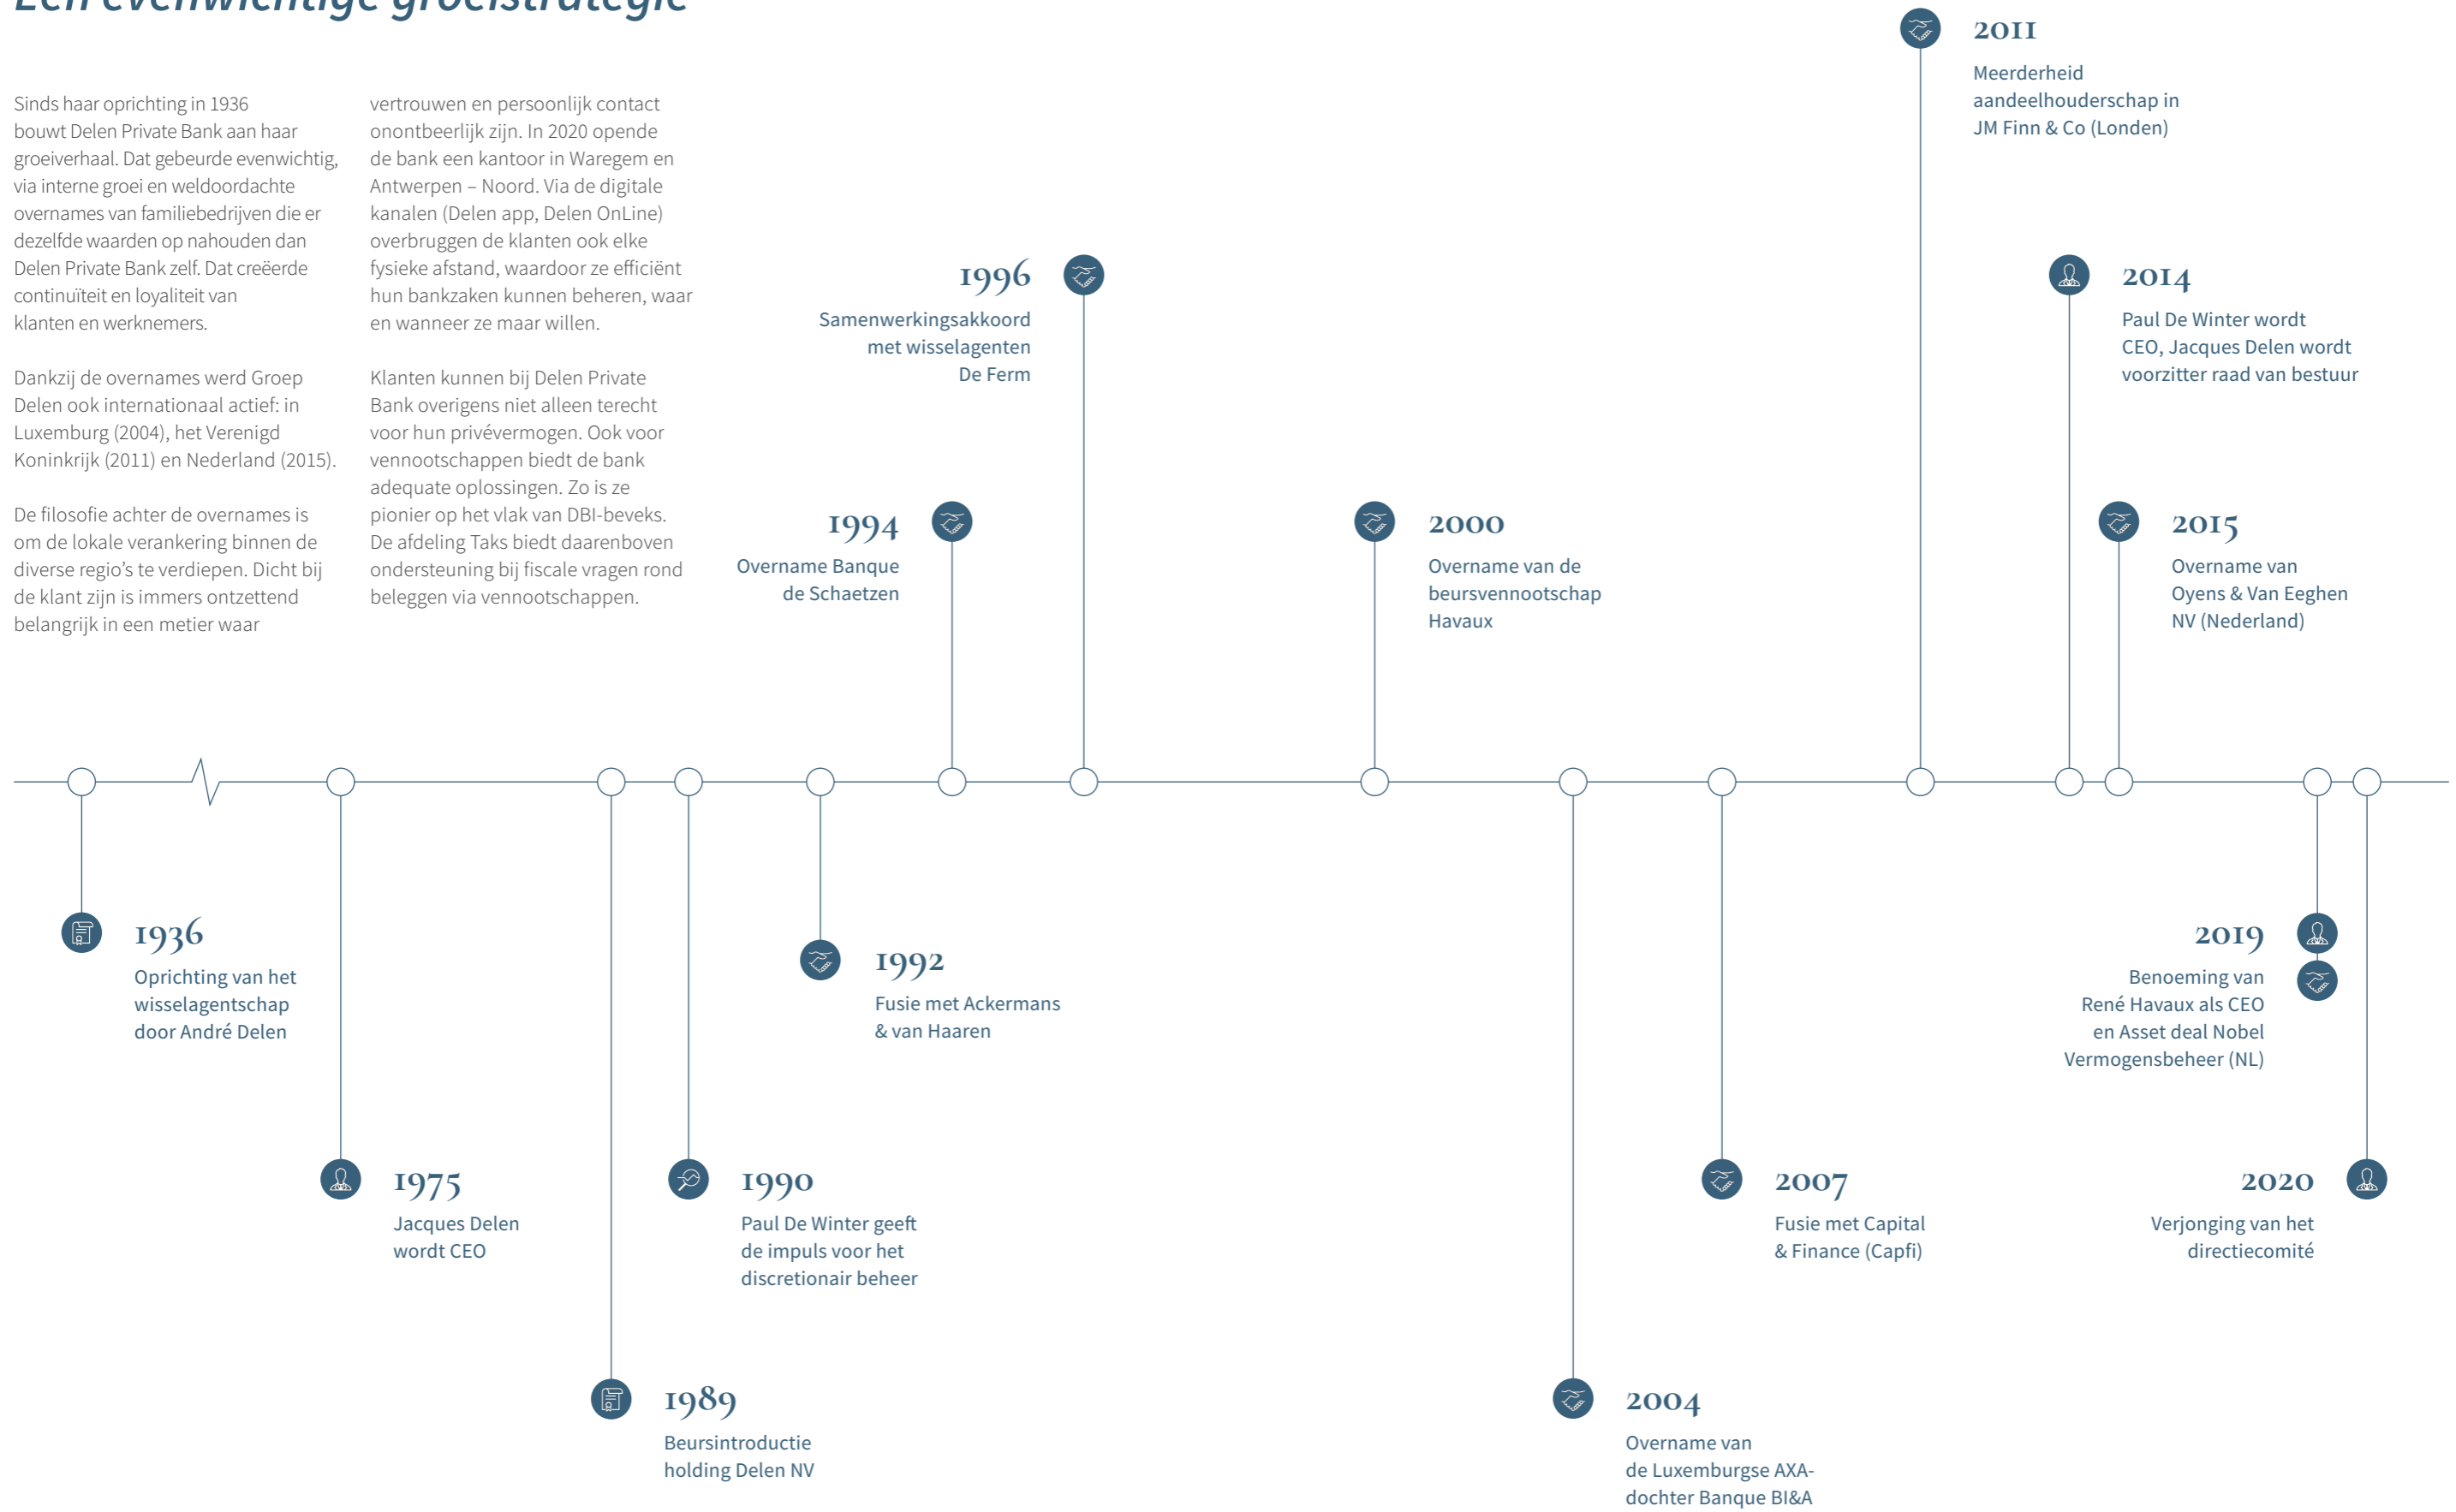 Een evenwichtige groeistrategie
Sinds haar oprichting in 1936
bouwt Delen Private Bank aan haar
groeiverhaal. Dat gebeurde evenwichtig,
via interne groei en weldoordachte
overnames van familiebedrijven die er
dezelfde waarden op nahouden dan
Delen Private Bank zelf. Dat creëerde
continuïteit en loyaliteit van
klanten en werknemers.
Dankzij de overnames werd Groep
Delen ook internationaal actief: in
Luxemburg (2004), het Verenigd
Koninkrijk (2011) en Nederland (2015).
De filosofie achter de overnames is
om de lokale verankering binnen de
diverse regio’s te verdiepen. Dicht bij
de klant zijn is immers ontzettend
belangrijk in een metier waar
vertrouwen en persoonlijk contact
onontbeerlijk zijn. In 2020 opende
de bank een kantoor in Waregem en
Antwerpen – Noord. Via de digitale
kanalen (Delen app, Delen OnLine)
overbruggen de klanten ook elke
fysieke afstand, waardoor ze efficiënt
hun bankzaken kunnen beheren, waar
en wanneer ze maar willen.
Klanten kunnen bij Delen Private
Bank overigens niet alleen terecht
voor hun privévermogen. Ook voor
vennootschappen biedt de bank
adequate oplossingen. Zo is ze
pionier op het vlak van DBI-beveks.
De afdeling Taks biedt daarenboven
ondersteuning bij fiscale vragen rond
beleggen via vennootschappen.
1936
Oprichting van het
wisselagentschap
door André Delen
1975
Jacques Delen
wordt CEO
1989
Beursintroductie
holding Delen NV
1990
Paul De Winter geeft
de impuls voor het
discretionair beheer
1992
Fusie met Ackermans
& van Haaren
1994
Overname Banque
de Schaetzen
1996
Samenwerkingsakkoord
met wisselagenten
De Ferm
2000
Overname van de
beursvennootschap
Havaux
2004
Overname van
de Luxemburgse AXA-
dochter Banque BI&A
2007
Fusie met Capital
& Finance (Capfi)
2011
Meerderheid
aandeelhouderschap in
JM Finn & Co (Londen)
2014
Paul De Winter wordt
CEO, Jacques Delen wordt
voorzitter raad van bestuur
2015
Overname van
Oyens & Van Eeghen
NV (Nederland)
2019
Benoeming van
René Havaux als CEO
en Asset deal Nobel
Vermogensbeheer (NL)
2020
Verjonging van het
directiecomité